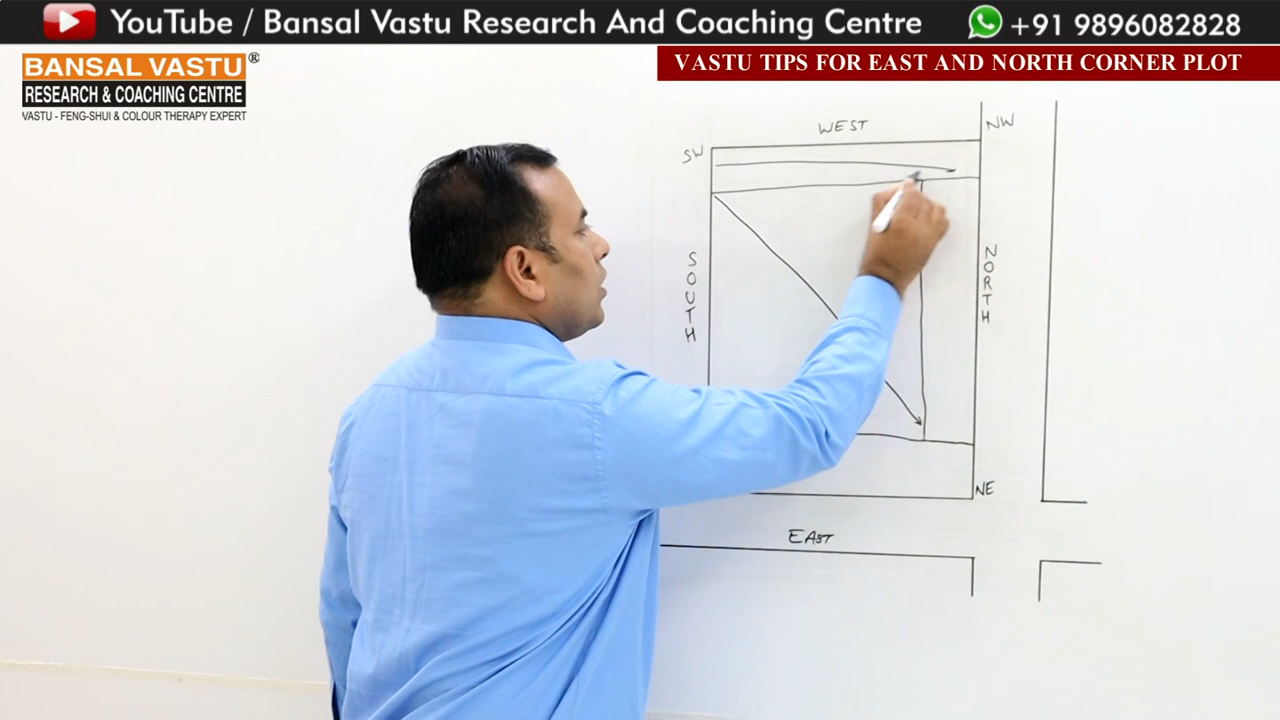 YouTube / Bansal Vastu Research And Coaching Centre
+91 9896082828
BANSAL VASTU®
RESEARCH & COACHING CENTRE
VASTU - FENG-SHUI & COLOUR THERAPY EXPERT
VASTU TIPS FOR EAST AND NORTH CORNER PLOT
WEST
NW
SW
SOUTH
NORTH
NE
EAST